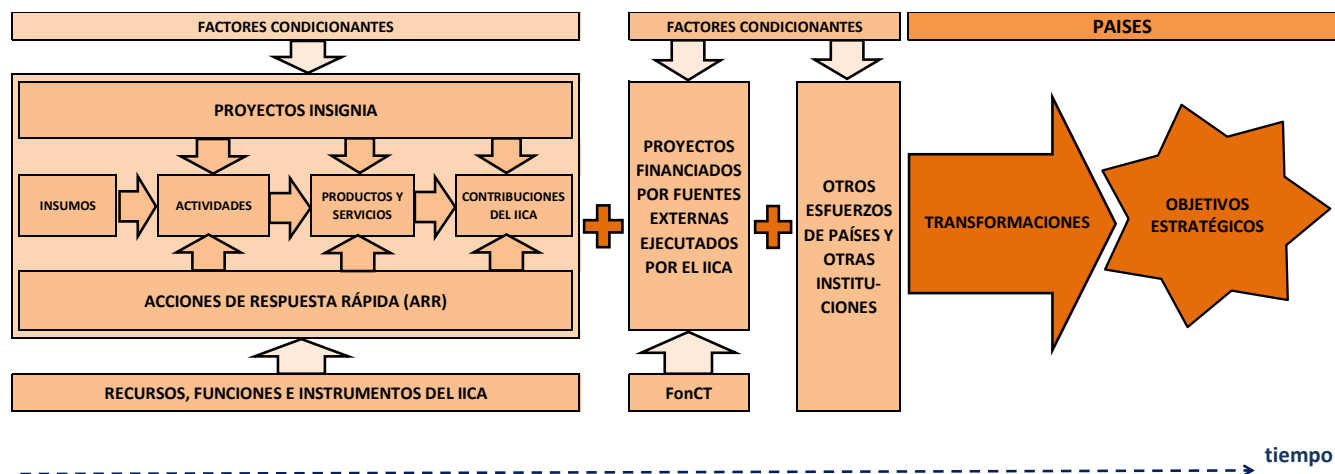 FACTORES CONDICIONANTES
FACTORES CONDICIONANTES
PAISES
PROYECTOS INSIGNIA
INSUMOS
ACTIVIDADES
PRODUCTOS Y
SERVICIOS
CONTRIBUCIONES
DEL IICA
ACCIONES DE RESPUESTA RÁPIDA (ARR)
RECURSOS, FUNCIONES E INSTRUMENTOS DEL IICA
PROYECTOS
FINANCIADOS
POR FUENTES
EXTERNAS
EJECUTADOS
POR EL IICA
FonCT
OTROS
ESFUERZOS
DE PAÍSES Y
OTRAS
INSTITU-
CIONES
TRANSFORMACIONES
OBJETIVOS
ESTRATÉGICOS
tiempo